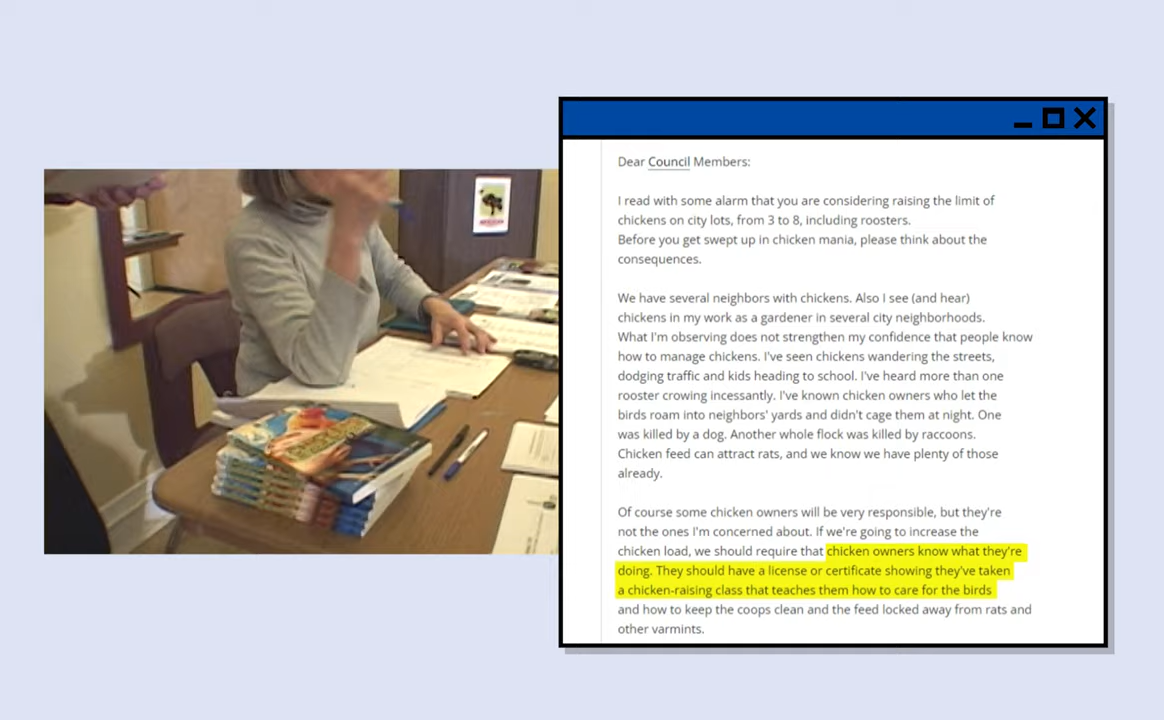 Dear Council Members:
I read with some alarm that you are considering raising the limit of
chickens on city lots, from 3 to 8, including roosters.
Before you get swept up in chicken mania, please think about the
consequences.
We have several neighbors with chickens. Also I see (and hear)
chickens in my work as a gardener in several city neighborhoods.
What I'm observing does not strengthen my confidence that people know
how to manage chickens. I've seen chickens wandering the streets,
dodging traffic and kids heading to school. I've heard more than one
rooster crowing incessantly. I've known chicken owners who let the
birds roam into neighbors' yards and didn't cage them at night. One
was killed by a dog. Another whole flock was killed by raccoons.
Chicken feed can attract rats, and we know we have plenty of those
already.
Of course some chicken owners will be very responsible, but they're
not the ones I'm concerned about. If we're going to increase the
chicken load, we should require that chicken owners know what they're
doing. They should have a license or certificate showing they've taken
a chicken-raising class that teaches them how to care for the birds
and how to keep the coops clean and the feed locked away from rats and
other varmints.